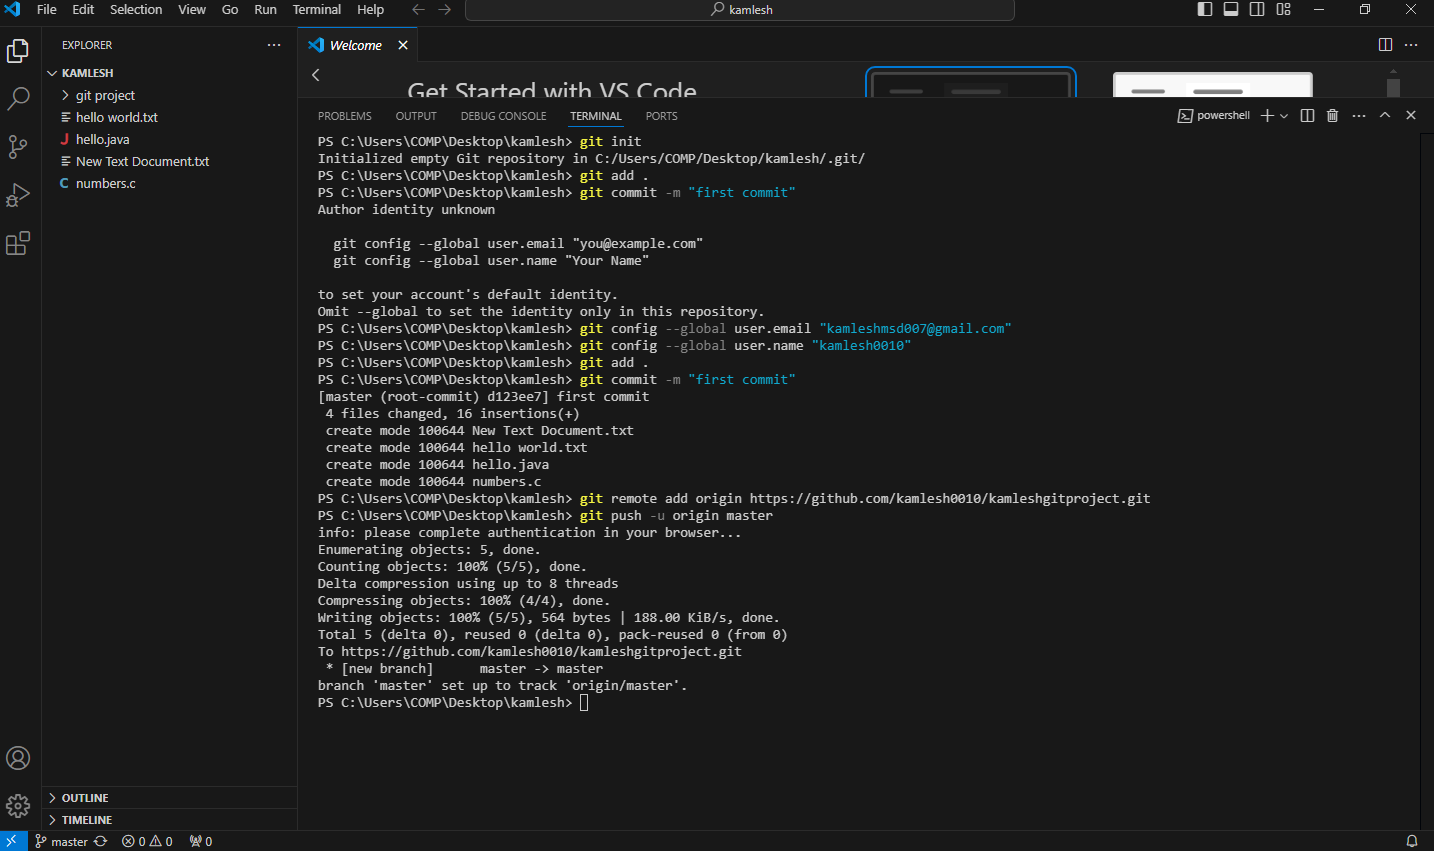 File Edit Selection View Go Run Terminal Help
kamlesh
EXPLORER
Welcome
KAMLESH
git project
hello world.txt
hello.java
New Text Document.txt
numbers.c
Get Started with VS Code
PROBLEMS OUTPUT DEBUG CONSOLE TERMINAL PORTS
powershell
PS C:\Users\COMP\Desktop\kamlesh> git init
Initialized empty Git repository in C:/Users/COMP/Desktop/kamlesh/.git/
PS C:\Users\COMP\Desktop\kamlesh> git add .
PS C:\Users\COMP\Desktop\kamlesh> git commit -m "first commit"
Author identity unknown
git config --global user.email "you@example.com"
git config --global user.name "Your Name"
to set your account's default identity.
Omit --global to set the identity only in this repository.
PS C:\Users\COMP\Desktop\kamlesh> git config --global user.email "kamleshmsd007@gmail.com"
PS C:\Users\COMP\Desktop\kamlesh> git config --global user.name "kamlesh0010"
PS C:\Users\COMP\Desktop\kamlesh> git add .
PS C:\Users\COMP\Desktop\kamlesh> git commit -m "first commit"
[master (root-commit) d123ee7] first commit
4 files changed, 16 insertions(+)
create mode 100644 New Text Document.txt
create mode 100644 hello world.txt
create mode 100644 hello.java
create mode 100644 numbers.c
PS C:\Users\COMP\Desktop\kamlesh> git remote add origin https://github.com/kamlesh0010/kamleshgitproject.git
PS C:\Users\COMP\Desktop\kamlesh> git push -u origin master
info: please complete authentication in your browser...
Enumerating objects: 5, done.
Counting objects: 100% (5/5), done.
Delta compression using up to 8 threads
Compressing objects: 100% (4/4), done.
Writing objects: 100% (5/5), 564 bytes | 188.00 KiB/s, done.
Total 5 (delta 0), reused 0 (delta 0), pack-reused 0 (from 0)
To https://github.com/kamlesh0010/kamleshgitproject.git
* [new branch]      master -> master
branch 'master' set up to track 'origin/master'.
PS C:\Users\COMP\Desktop\kamlesh>
OUTLINE
TIMELINE
master 0 0 0